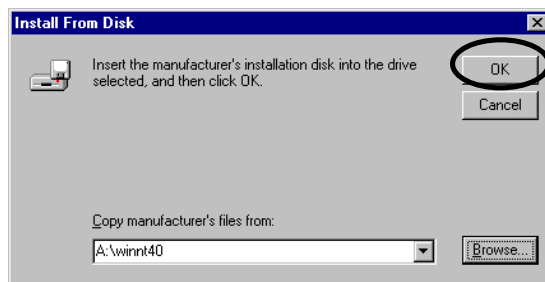 Install From Disk
Insert the manufacturer's installation disk into the drive
selected, and then click OK.
OK
Cancel
Copy manufacturer's files from:
A:\winnt40
Browse...